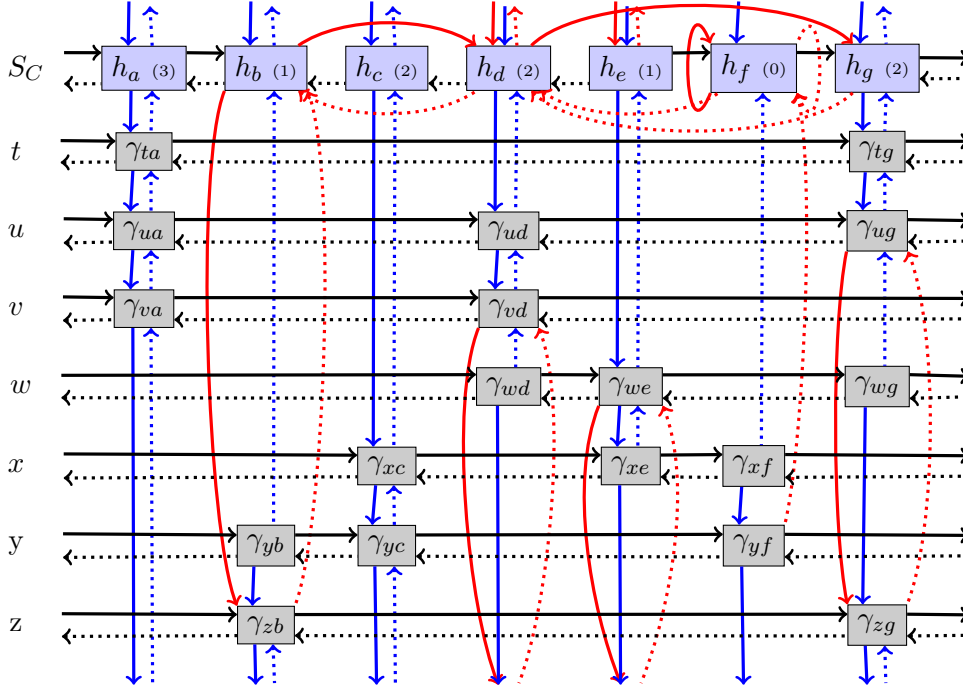 S_C h_a (3) h_b (1) h_c (2) h_d (2) h_e (1) h_f (0) h_g (2)
t γ_ta γ_tg
u γ_ua γ_ud γ_ug
v γ_va γ_vd
w γ_wd γ_we γ_wg
x γ_xc γ_xe γ_xf
y γ_yb γ_yc γ_yf
z γ_zb γ_zg